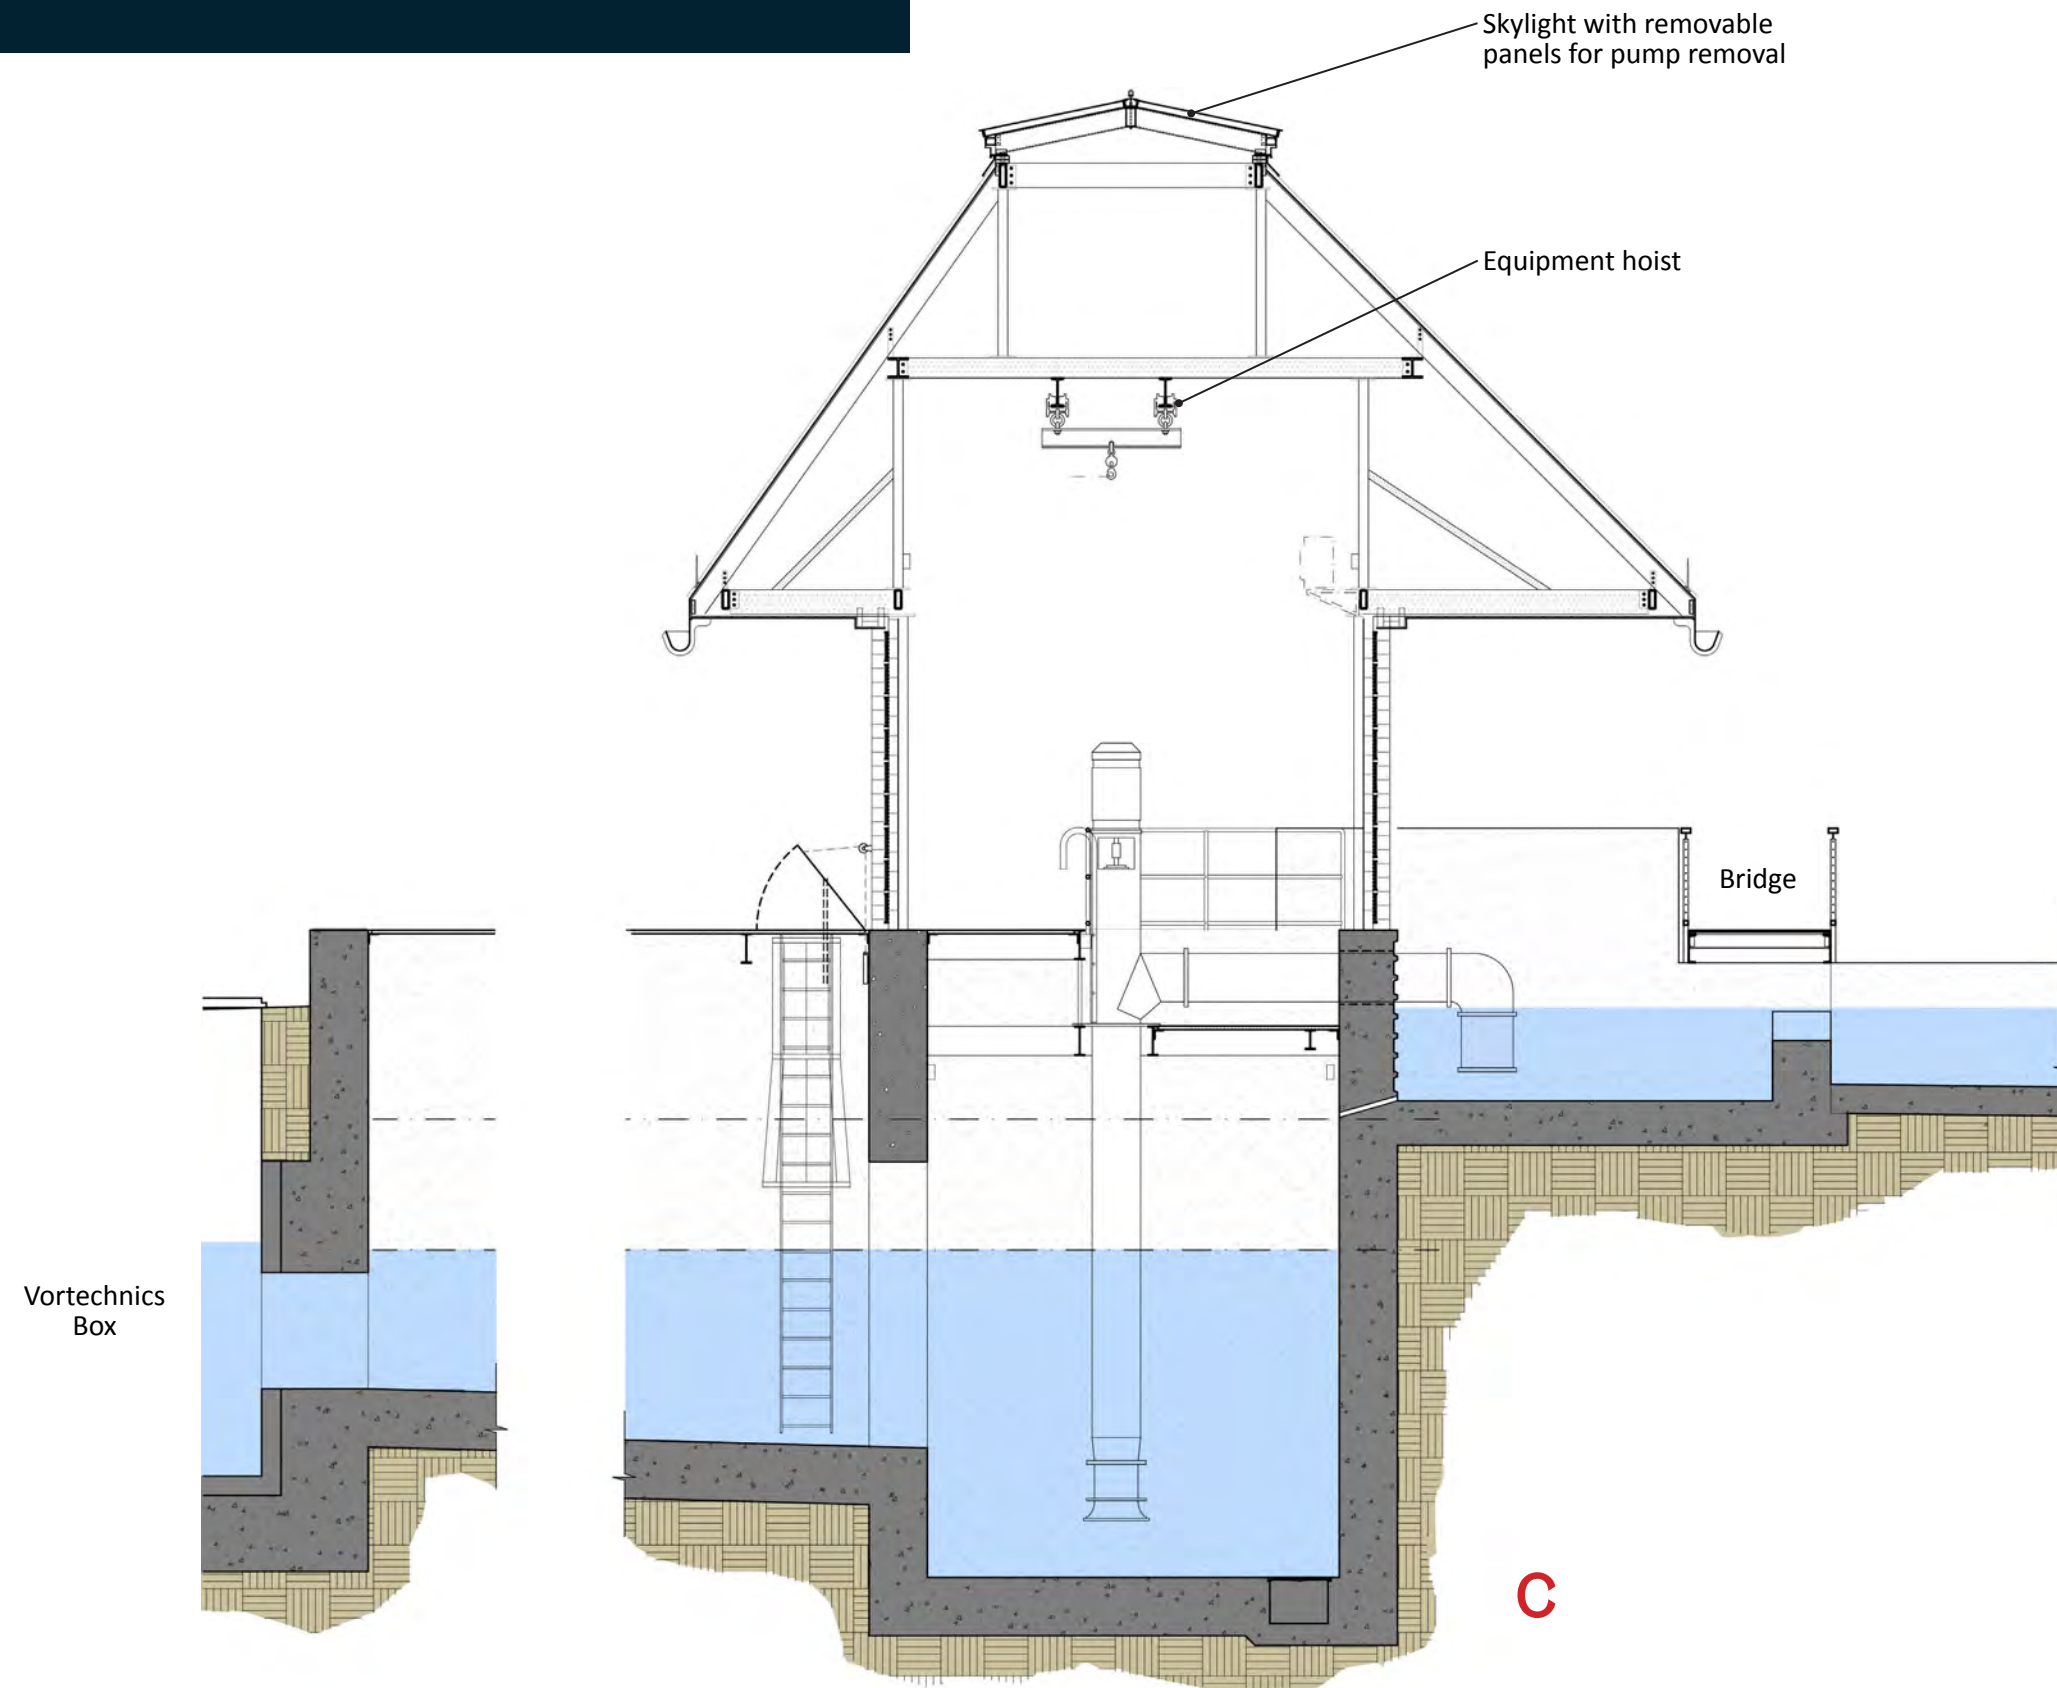 Skylight with removable
panels for pump removal
Equipment hoist
Bridge
Vortechnics
Box
C